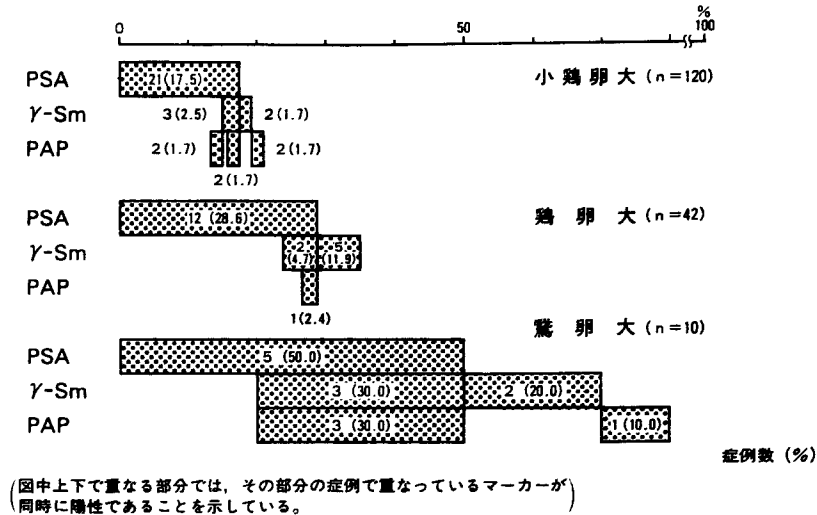 %
0 50 100
小鶏卵大 (n=120)
PSA 21(17.5)
γ-Sm 3(2.5) 2(1.7)
PAP 2(1.7) 2(1.7)
2(1.7)
鶏卵大 (n=42)
PSA 12 (28.6)
γ-Sm 2 (4.7) 5 (11.9)
PAP
1(2.4)
鵞卵大 (n=10)
PSA 5 (50.0)
γ-Sm 3 (30.0) 2 (20.0)
PAP 3 (30.0) 1 (10.0)
症例数 (%)
(図中上下で重なる部分では，その部分の症例で重なっているマーカーが
同時に陽性であることを示している。)